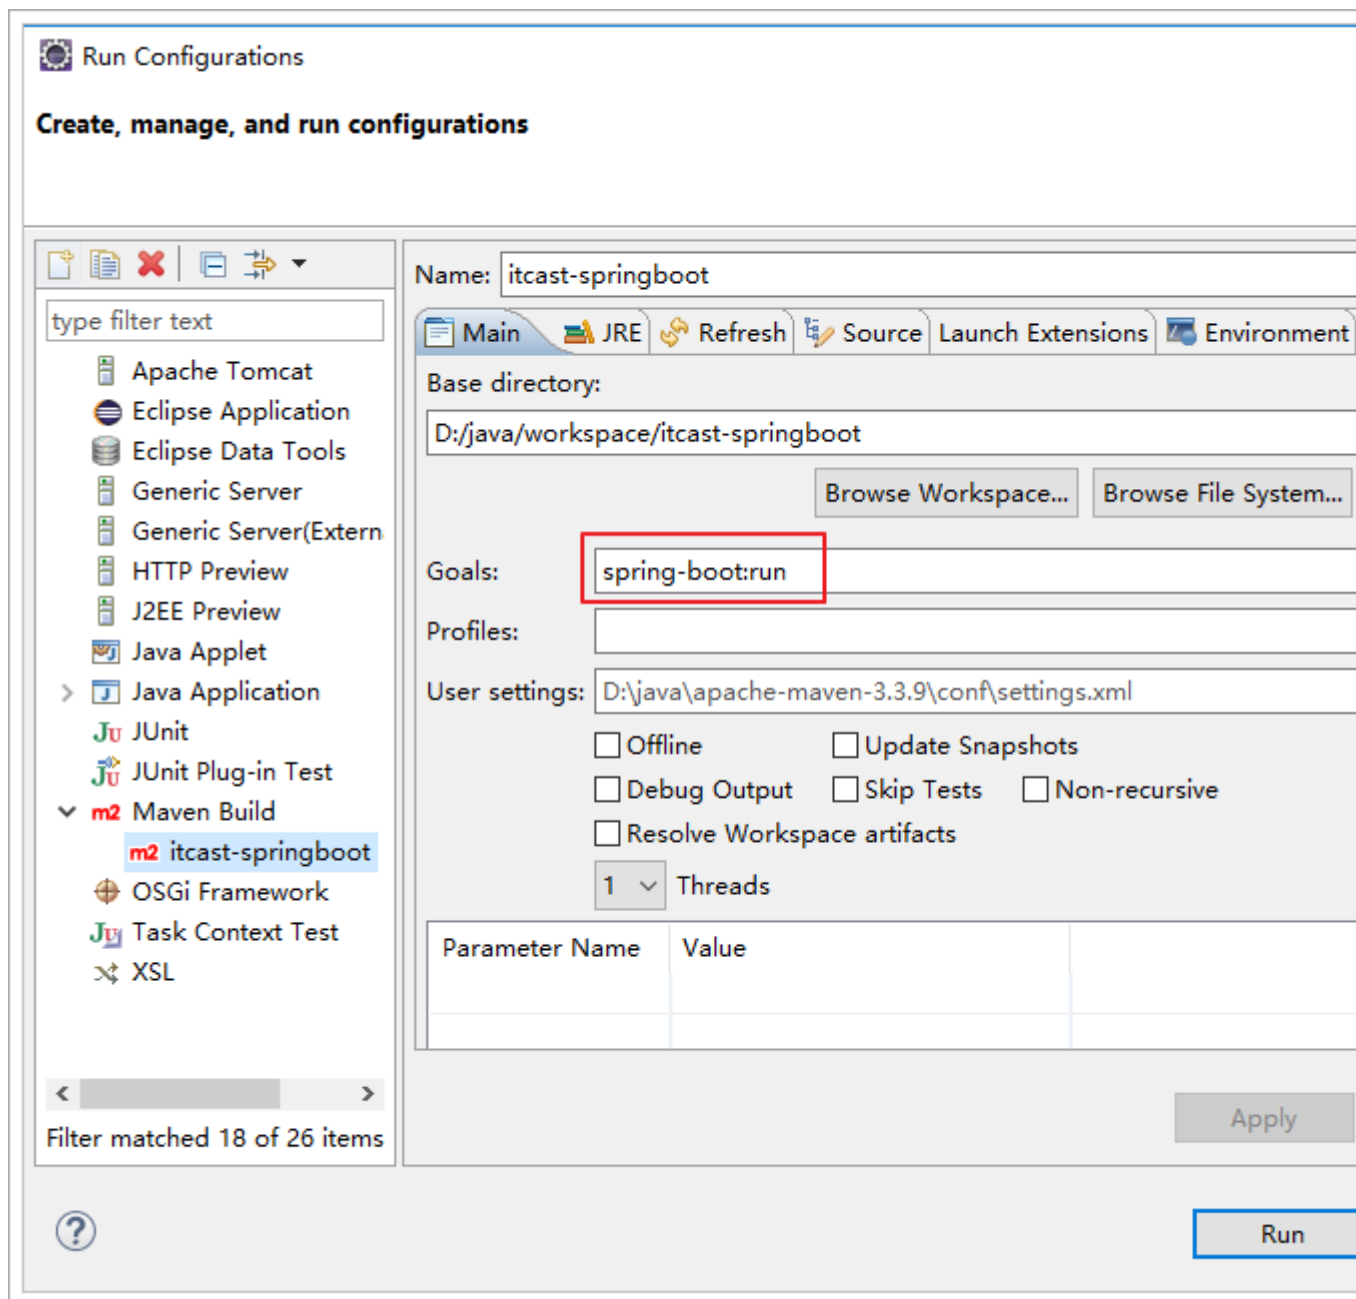 Run Configurations
Create, manage, and run configurations
type filter text
Apache Tomcat
Eclipse Application
Eclipse Data Tools
Generic Server
Generic Server(Extern
HTTP Preview
J2EE Preview
Java Applet
Java Application
JUnit
JUnit Plug-in Test
Maven Build
itcast-springboot
OSGi Framework
Task Context Test
XSL
Filter matched 18 of 26 items
Name: itcast-springboot
Main JRE Refresh Source Launch Extensions Environment
Base directory:
D:/java/workspace/itcast-springboot
Browse Workspace... Browse File System...
Goals: spring-boot:run
Profiles:
User settings: D:\java\apache-maven-3.3.9\conf\settings.xml
Offline Update Snapshots
Debug Output Skip Tests Non-recursive
Resolve Workspace artifacts
1 Threads
Parameter Name Value
Apply
Run